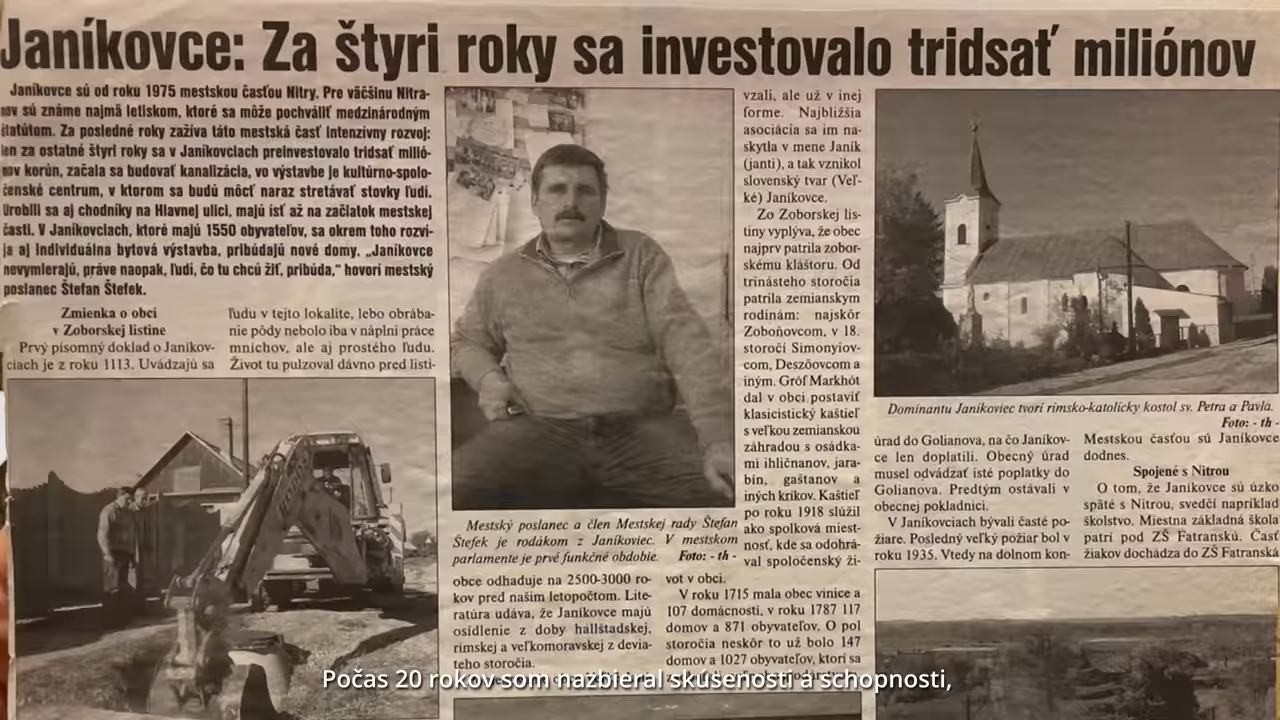 Janíkovce: Za štyri roky sa investovalo tridsať miliónov
Janíkovce sú od roku 1975 mestskou časťou Nitry. Pre väčšinu Nitra-
nov sú známe najmä letiskom, ktoré sa môže pochváliť medzinárodným
štatútom. Za posledné roky zažíva táto mestská časť intenzívny rozvoj:
len za ostatné štyri roky sa v Janíkovciach preinvestovalo tridsať milió-
nov korún, začala sa budovať kanalizácia, vo výstavbe je kultúrno-spolo-
čenské centrum, v ktorom sa budú môcť naraz stretávať stovky ľudí.
Urobili sa aj chodníky na Hlavnej ulici, majú ísť až na začiatok mestskej
časti. V Janíkovciach, ktoré majú 1550 obyvateľov, sa okrem toho rozví-
ja aj individuálna bytová výstavba, pribúdajú nové domy. „Janíkovce
nevymierajú, práve naopak, ľudí, čo tu chcú žiť, pribúda,“ hovorí mestský
poslanec Štefan Štefek.
Zmienka o obci
v Zoborskej listine
Prvý písomný doklad o Janíkov-
ciach je z roku 1113. Uvádzajú sa
ľudu v tejto lokalite, lebo obrába-
nie pôdy nebolo iba v náplni práce
mníchov, ale aj prostého ľudu.
Život tu pulzoval dávno pred listi-
Mestský poslanec a člen Mestskej rady Štefan
Štefek je rodákom z Janíkoviec. V mestskom
parlamente je prvé funkčné obdobie. Foto: - th -
obce odhaduje na 2500-3000 ro-
kov pred naším letopočtom. Lite-
ratúra udáva, že Janíkovce majú
osídlenie z doby hallštadskej,
rímskej a veľkomoravskej z devia-
teho storočia.
vzali, ale už v inej
forme. Najbližšia
asociácia sa im na-
skytla v mene Janík
(janti), a tak vznikol
slovenský tvar (Veľ-
ké) Janíkovce.
Zo Zoborskej lis-
tiny vyplýva, že obec
najprv patrila zobor-
skému kláštoru. Od
trinásteho storočia
patrila zemianskym
rodinám: najskôr
Zoboňovcom, v 18.
storočí Simonyiov-
com, Deszöovcom a
iným. Gróf Markhót
dal v obci postaviť
klasicistický kaštieľ
s veľkou zemianskou
záhradou s osádka-
mi ihličnanov, jara-
bín, gaštanov a
iných kríkov. Kaštieľ
po roku 1918 slúžil
ako spolková miest-
nosť, kde sa odohrá-
val spoločenský ži-
vot v obci.
V roku 1715 mala obec vinice a
107 domácností, v roku 1787 117
domov a 871 obyvateľov. O pol
storočia neskôr to už bolo 147
domov a 1027 obyvateľov, ktorí sa
Dominantu Janíkoviec tvorí rímsko-katolícky kostol sv. Petra a Pavla.
Foto: - th -
úrad do Golianova, na čo Janíkov-
ce len doplatili. Obecný úrad
musel odvádzať isté poplatky do
Golianova. Predtým ostávali v
obecnej pokladnici.
V Janíkovciach bývali časté po-
žiare. Posledný veľký požiar bol v
roku 1935. Vtedy na dolnom kon-
Mestskou časťou sú Janíkovce
dodnes.
Spojené s Nitrou
O tom, že Janíkovce sú úzko
späté s Nitrou, svedčí napríklad
školstvo. Miestna základná škola
patrí pod ZŠ Fatranskú. Časť
žiakov dochádza do ZŠ Fatranská
Počas 20 rokov som nazbieral skúsenosti a schopnosti,